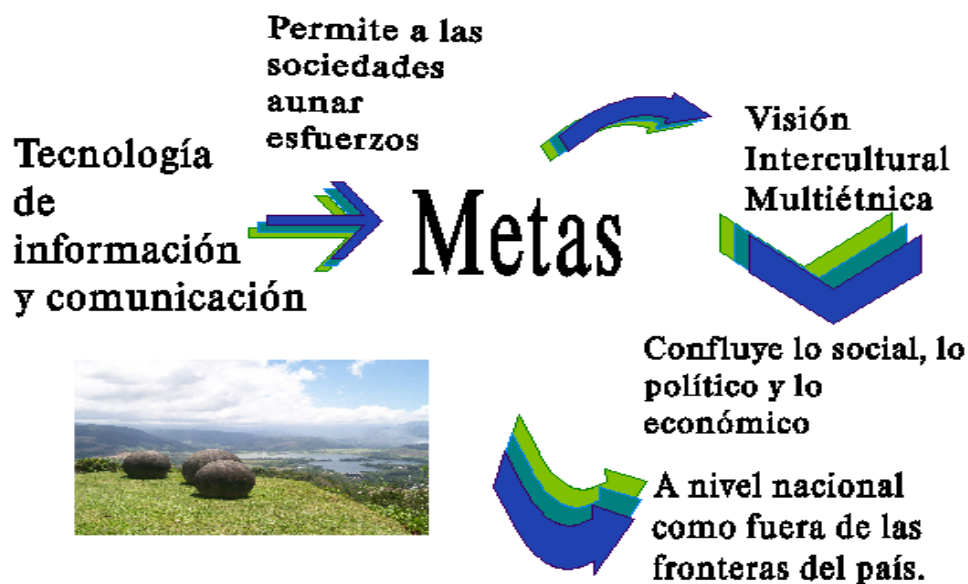 Permite a las
sociedades
aunar
esfuerzos
Tecnología
de
información
y comunicación
Metas
Visión
Intercultural
Multiétnica
Confluye lo social, lo
político y lo
económico
A nivel nacional
como fuera de las
fronteras del país.